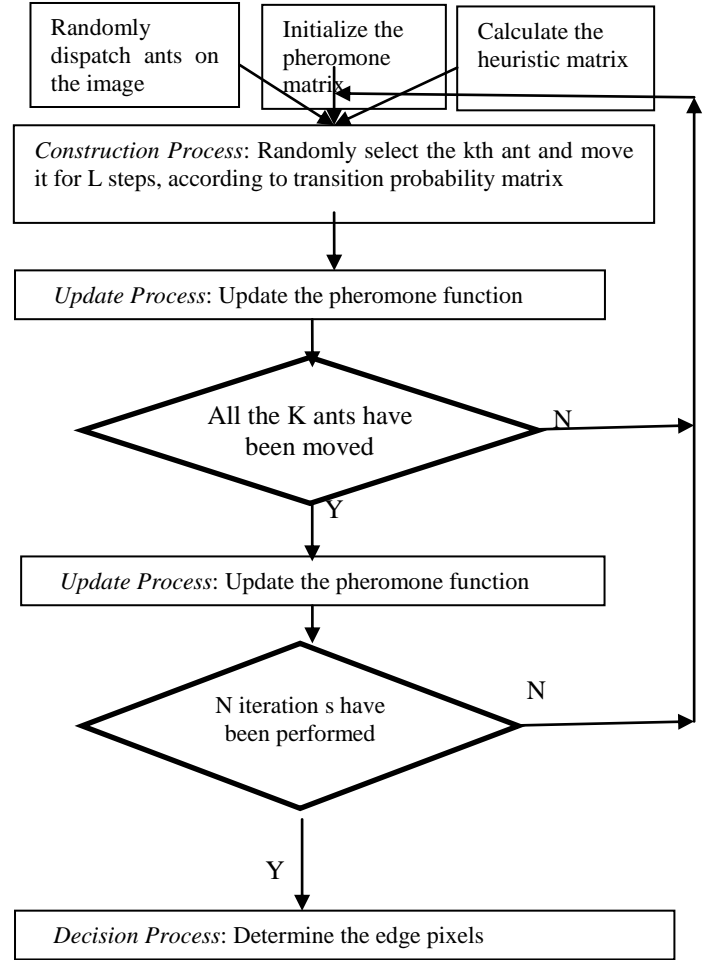 Randomly
dispatch ants on
the image
Initialize the
pheromone
matrix
Calculate the
heuristic matrix
Construction Process: Randomly select the kth ant and move
it for L steps, according to transition probability matrix
Update Process: Update the pheromone function
All the K ants have
been moved
N
Y
Update Process: Update the pheromone function
N iteration s have
been performed
N
Y
Decision Process: Determine the edge pixels